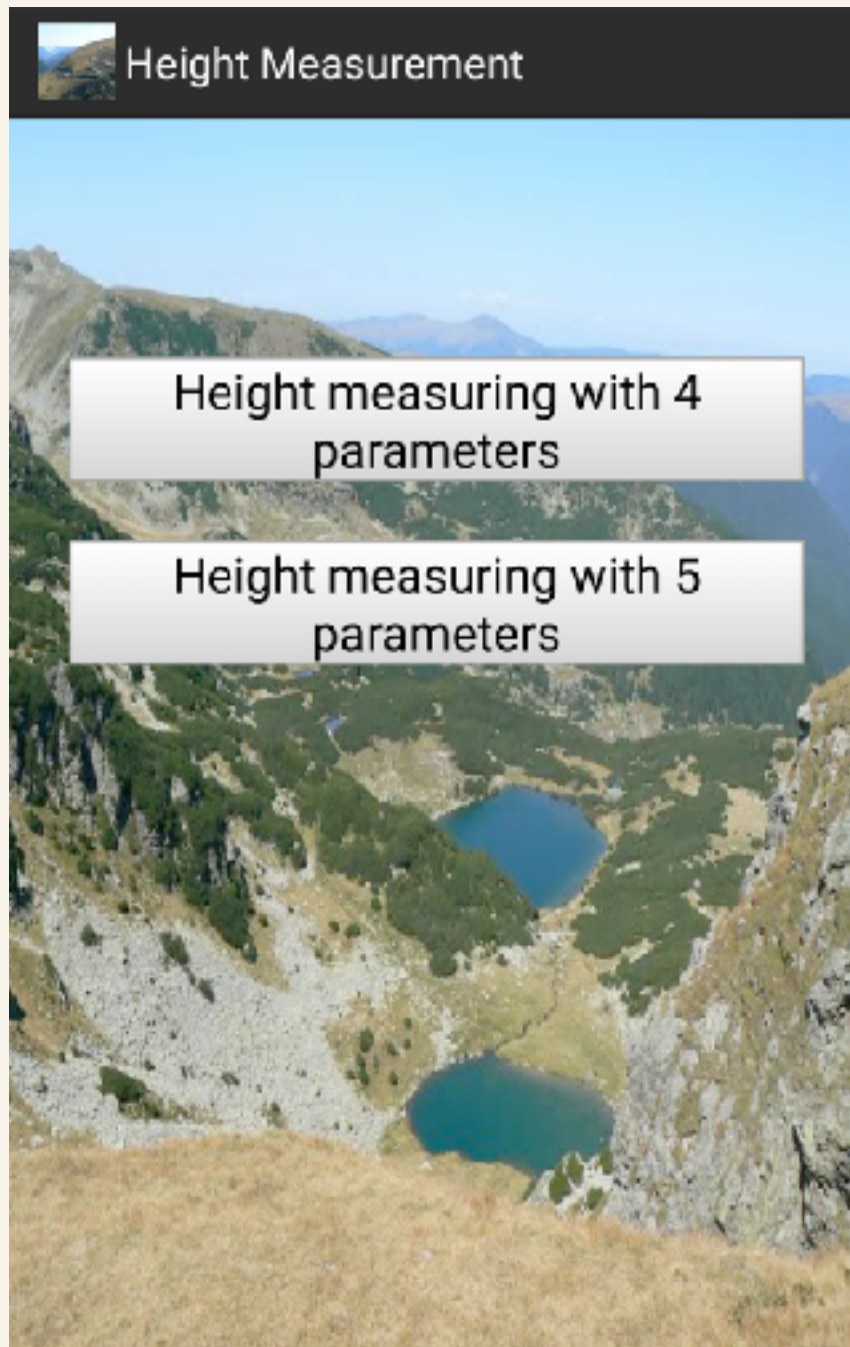 Height Measurement
Height measuring with 4
parameters
Height measuring with 5
parameters